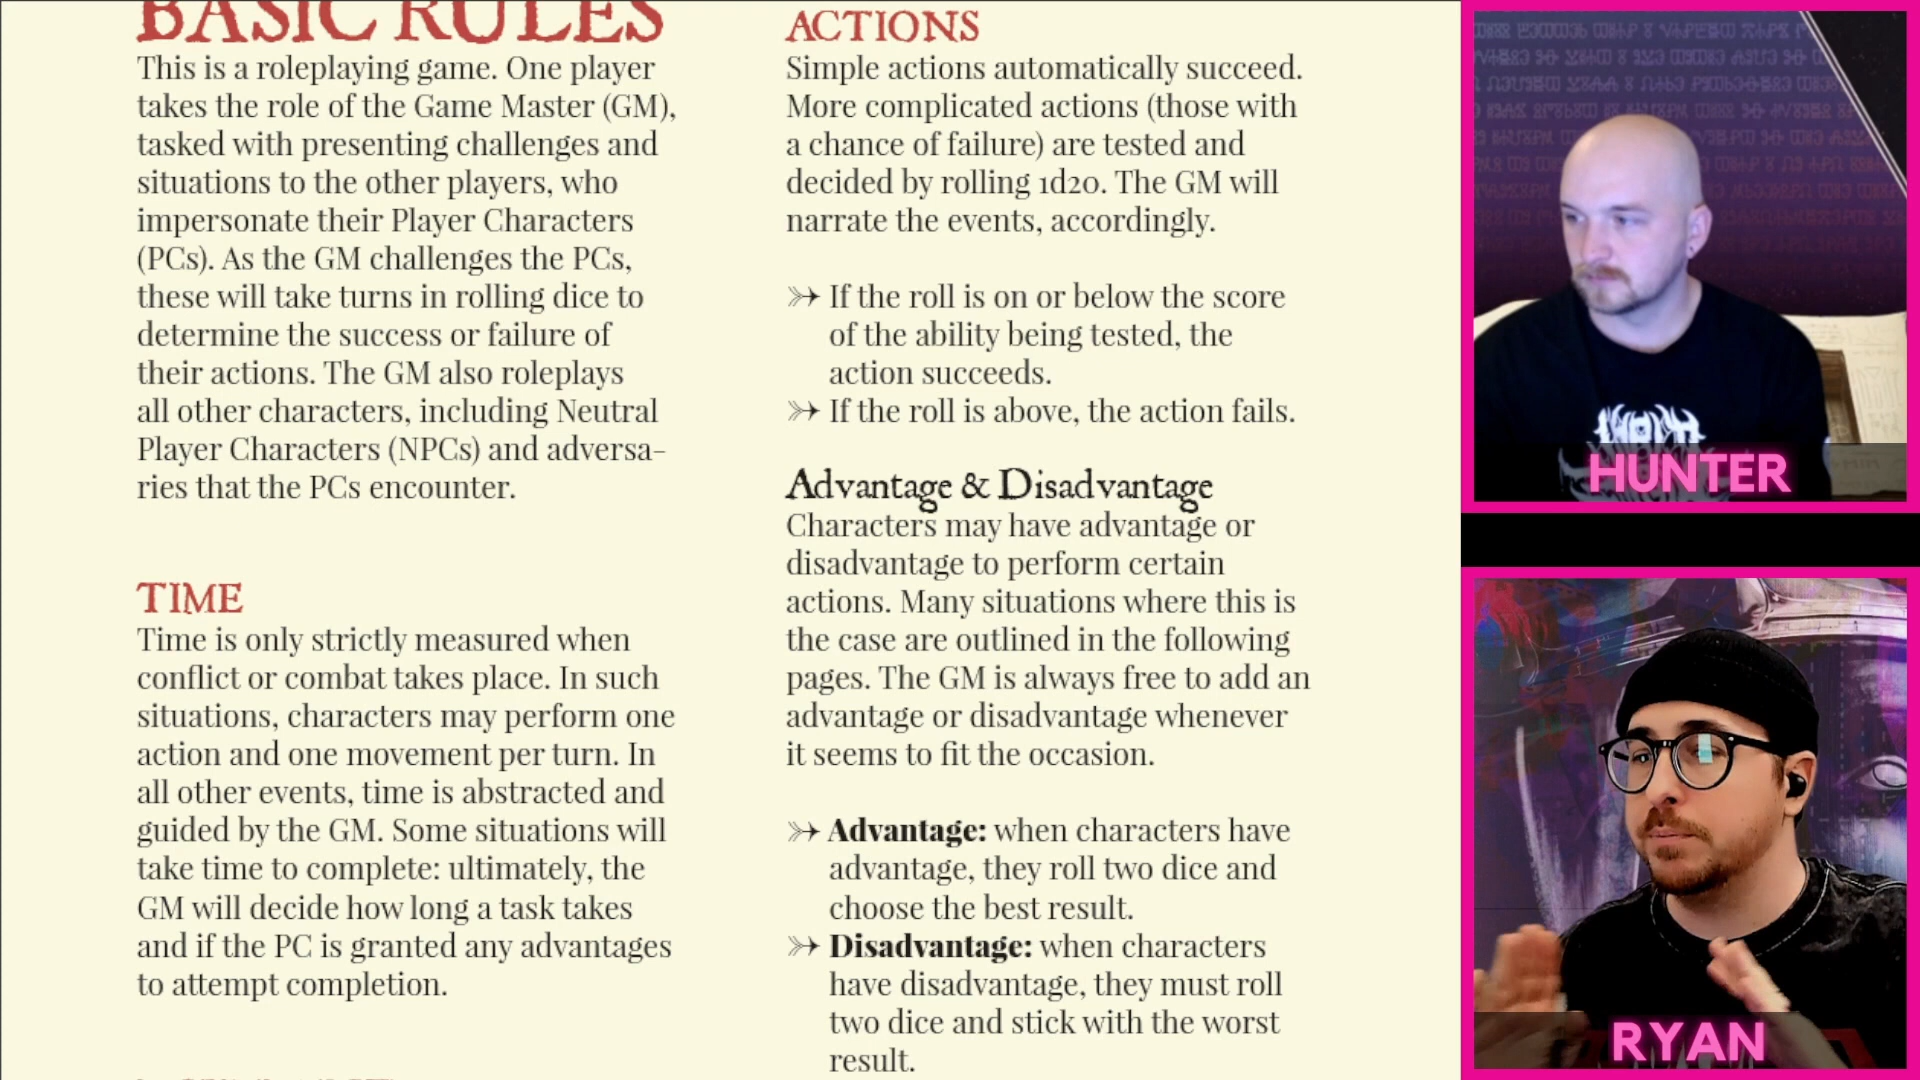 BASIC RULES
This is a roleplaying game. One player
takes the role of the Game Master (GM),
tasked with presenting challenges and
situations to the other players, who
impersonate their Player Characters
(PCs). As the GM challenges the PCs,
these will take turns in rolling dice to
determine the success or failure of
their actions. The GM also roleplays
all other characters, including Neutral
Player Characters (NPCs) and adversa-
ries that the PCs encounter.
TIME
Time is only strictly measured when
conflict or combat takes place. In such
situations, characters may perform one
action and one movement per turn. In
all other events, time is abstracted and
guided by the GM. Some situations will
take time to complete: ultimately, the
GM will decide how long a task takes
and if the PC is granted any advantages
to attempt completion.
ACTIONS
Simple actions automatically succeed.
More complicated actions (those with
a chance of failure) are tested and
decided by rolling 1d20. The GM will
narrate the events, accordingly.
If the roll is on or below the score
of the ability being tested, the
action succeeds.
If the roll is above, the action fails.
Advantage & Disadvantage
Characters may have advantage or
disadvantage to perform certain
actions. Many situations where this is
the case are outlined in the following
pages. The GM is always free to add an
advantage or disadvantage whenever
it seems to fit the occasion.
Advantage: when characters have
advantage, they roll two dice and
choose the best result.
Disadvantage: when characters
have disadvantage, they must roll
two dice and stick with the worst
result.
HUNTER
RYAN